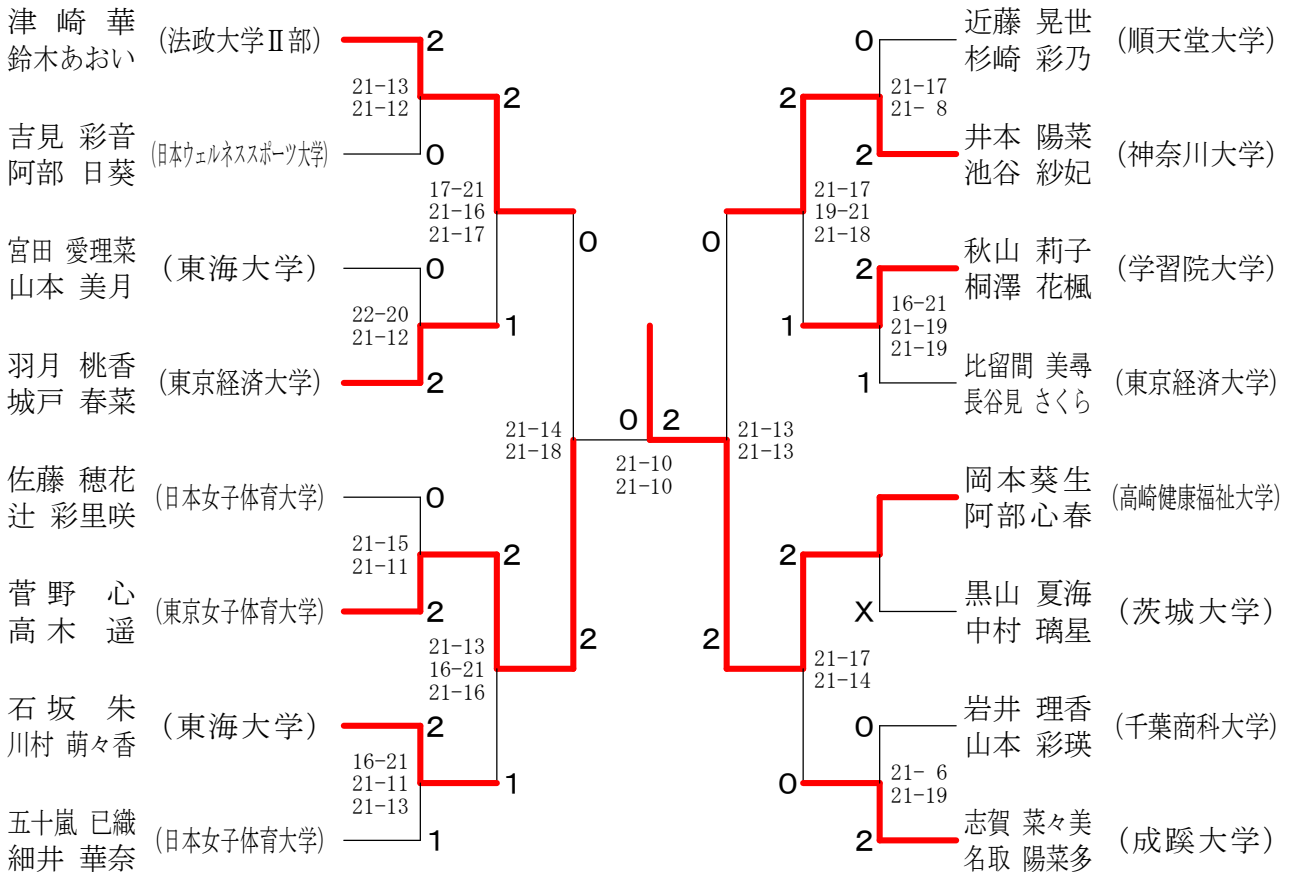 津 崎 華
鈴木あおい
(法政大学Ⅱ部)
2
21-13
21-12
吉見 彩音
阿部 日葵
(日本ウェルネススポーツ大学)
0
2
17-21
21-16
21-17
宮田 愛理菜
山本 美月
(東海大学)
0
22-20
21-12
羽月 桃香
城戸 春菜
(東京経済大学)
2
1
0
21-14
21-18
佐藤 穂花
辻 彩里咲
(日本女子体育大学)
0
21-15
21-11
菅 野 心
高 木 遥
(東京女子体育大学)
2
2
21-13
16-21
21-16
石 坂 朱
川村 萌々香
(東海大学)
2
16-21
21-11
21-13
五十嵐 已織
細井 華奈
(日本女子体育大学)
1
1
2
0 2
21-10
21-10
近藤 晃世
杉崎 彩乃
(順天堂大学)
0
21-17
21- 8
井本 陽菜
池谷 紗妃
(神奈川大学)
2
2
21-17
19-21
21-18
秋山 莉子
桐澤 花楓
(学習院大学)
2
16-21
21-19
21-19
比留間 美尋
長谷見 さくら
(東京経済大学)
1
1
0
21-13
21-13
岡本葵生
阿部心春
(高崎健康福祉大学)
2
黒山 夏海
中村 璃星
(茨城大学)
X
2
21-17
21-14
岩井 理香
山本 彩瑛
(千葉商科大学)
0
21- 6
21-19
志賀 菜々美
名取 陽菜多
(成蹊大学)
2
0